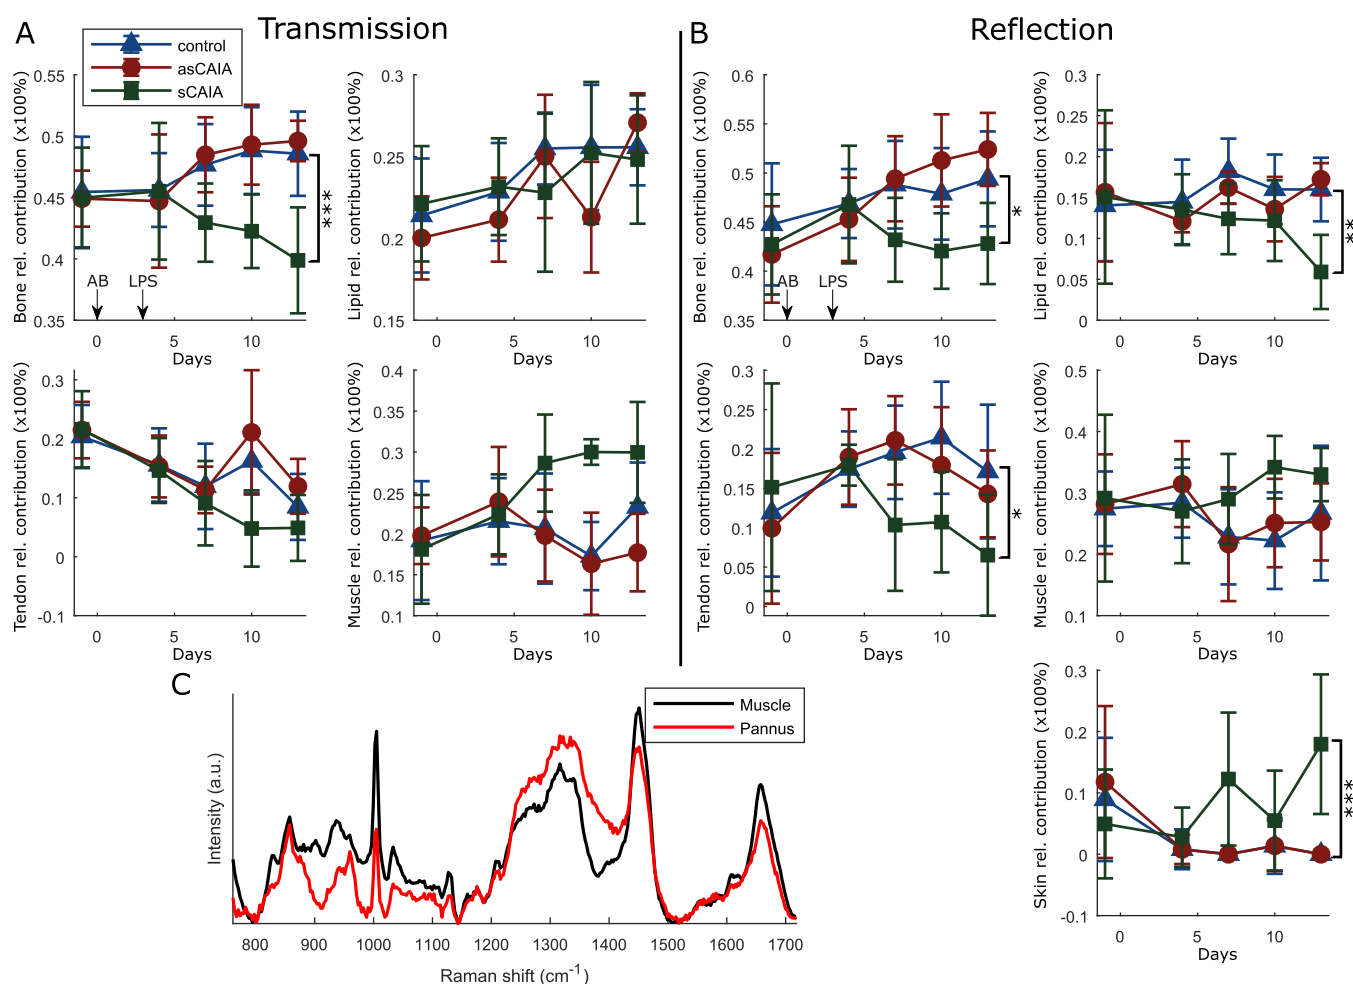 A
Transmission
control
asCAIA
sCAIA
Bone rel. contribution (x100%)
0.55
0.5
0.45
0.4
0.35
AB
LPS
***
0
5
10
Days
Lipid rel. contribution (x100%)
0.3
0.25
0.2
0.15
0
5
10
Days
Tendon rel. contribution (x100%)
0.3
0.2
0.1
0
-0.1
0
5
10
Days
Muscle rel. contribution (x100%)
0.4
0.35
0.3
0.25
0.2
0.15
0.1
0
5
10
Days
B
Reflection
Bone rel. contribution (x100%)
0.6
0.55
0.5
0.45
0.4
0.35
AB
LPS
*
0
5
10
Days
Lipid rel. contribution (x100%)
0.3
0.25
0.2
0.15
0.1
0.05
0
**
0
5
10
Days
Tendon rel. contribution (x100%)
0.3
0.25
0.2
0.15
0.1
0.05
0
*
0
5
10
Days
Muscle rel. contribution (x100%)
0.5
0.4
0.3
0.2
0.1
0
5
10
Days
Skin rel. contribution (x100%)
0.3
0.2
0.1
0
-0.1
***
0
5
10
Days
C
Muscle
Pannus
Intensity (a.u.)
800
900
1000
1100
1200
1300
1400
1500
1600
1700
Raman shift (cm⁻¹)